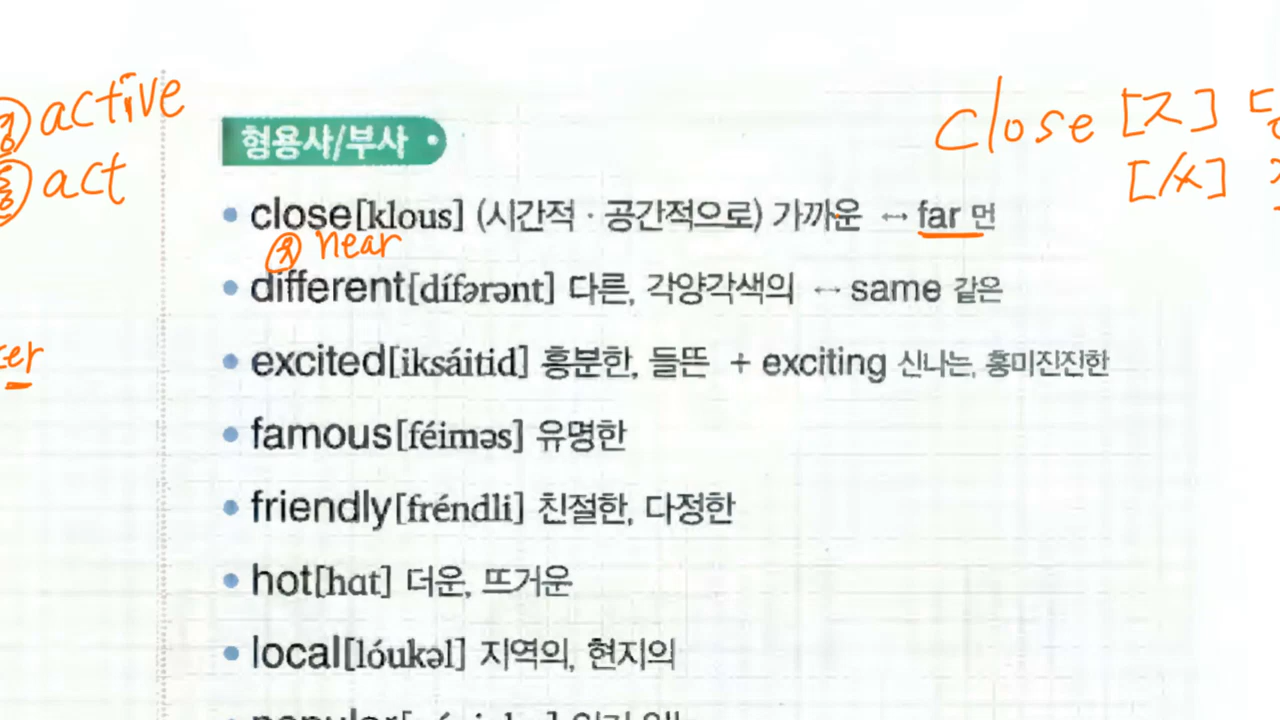 형 active
동 act
형용사/부사
close [ㅈ]
[ㅆ]
close[klous] (시간적·공간적으로) 가까운 ↔ far 먼
유 near
different[dífərənt] 다른, 각양각색의 ↔ same 같은
excited[iksáitid] 흥분한, 들뜬 + exciting 신나는, 흥미진진한
famous[féiməs] 유명한
friendly[fréndli] 친절한, 다정한
hot[hɑt] 더운, 뜨거운
local[lóukəl] 지역의, 현지의